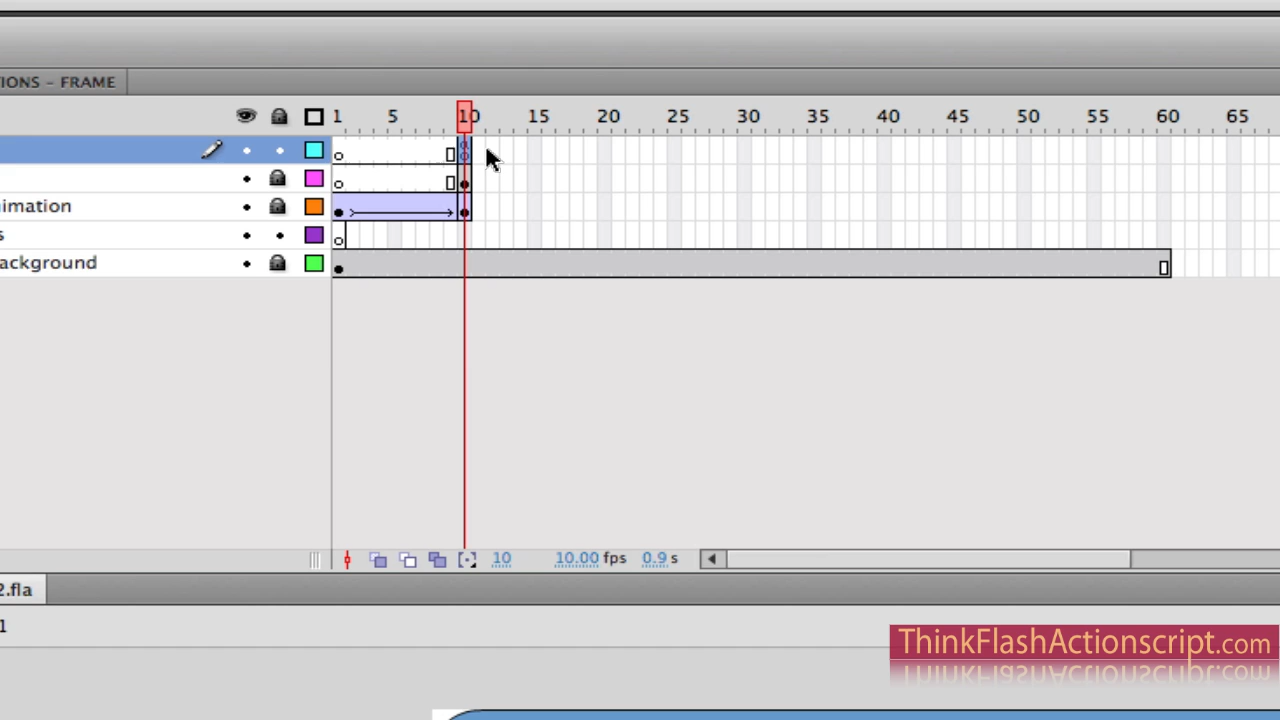 IONS - FRAME
1 5 10 15 20 25 30 35 40 45 50 55 60 65
imation
s
ackground
10 10.00 fps 0.9 s
2.fla
1
ThinkFlashActionscript.com